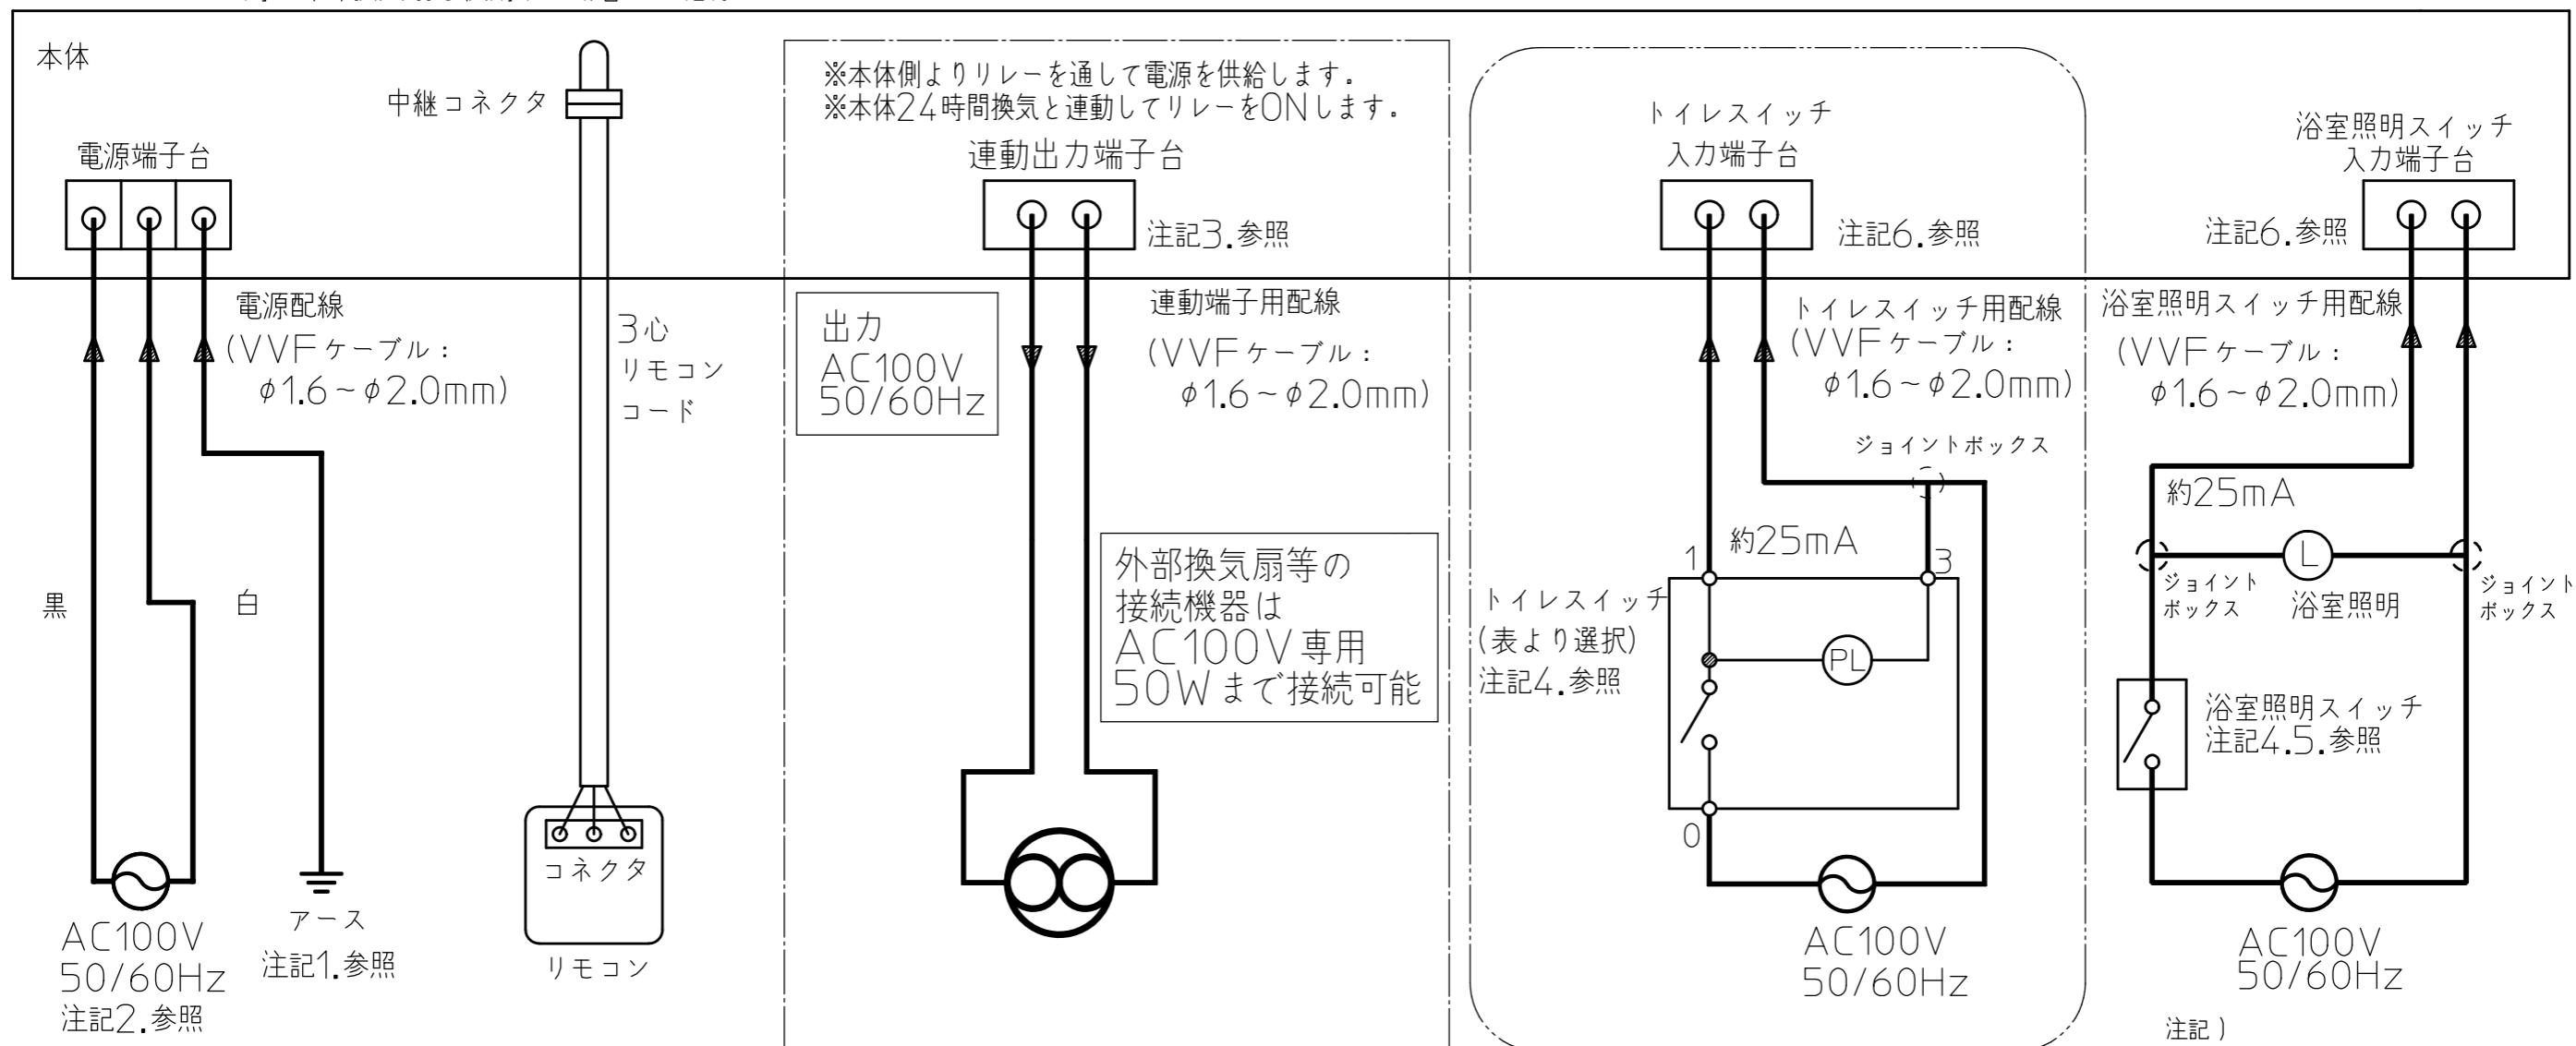 本体
電源端子台
電源配線
(VVFケーブル:
φ1.6~φ2.0mm)
黒
白
AC100V
50/60Hz
注記2.参照
アース
注記1.参照
中継コネクタ
3心
リモコン
コード
コネクタ
リモコン
※本体側よりリレーを通して電源を供給します.
※本体24時間換気と連動してリレーをONします.
連動出力端子台
注記3.参照
出力
AC100V
50/60Hz
連動端子用配線
(VVFケーブル:
φ1.6~φ2.0mm)
外部換気扇等の
接続機器は
AC100V専用
50Wまで接続可能
トイレスイッチ
入力端子台
注記6.参照
トイレスイッチ用配線
(VVFケーブル:
φ1.6~φ2.0mm)
ジョイントボックス
約25mA
1
3
トイレスイッチ
(表より選択)
注記4.参照
PL
0
AC100V
50/60Hz
浴室照明スイッチ
入力端子台
注記6.参照
浴室照明スイッチ用配線
(VVFケーブル:
φ1.6~φ2.0mm)
約25mA
L
ジョイント
ボックス
浴室照明
ジョイント
ボックス
浴室照明スイッチ
注記4.5.参照
AC100V
50/60Hz
注記)